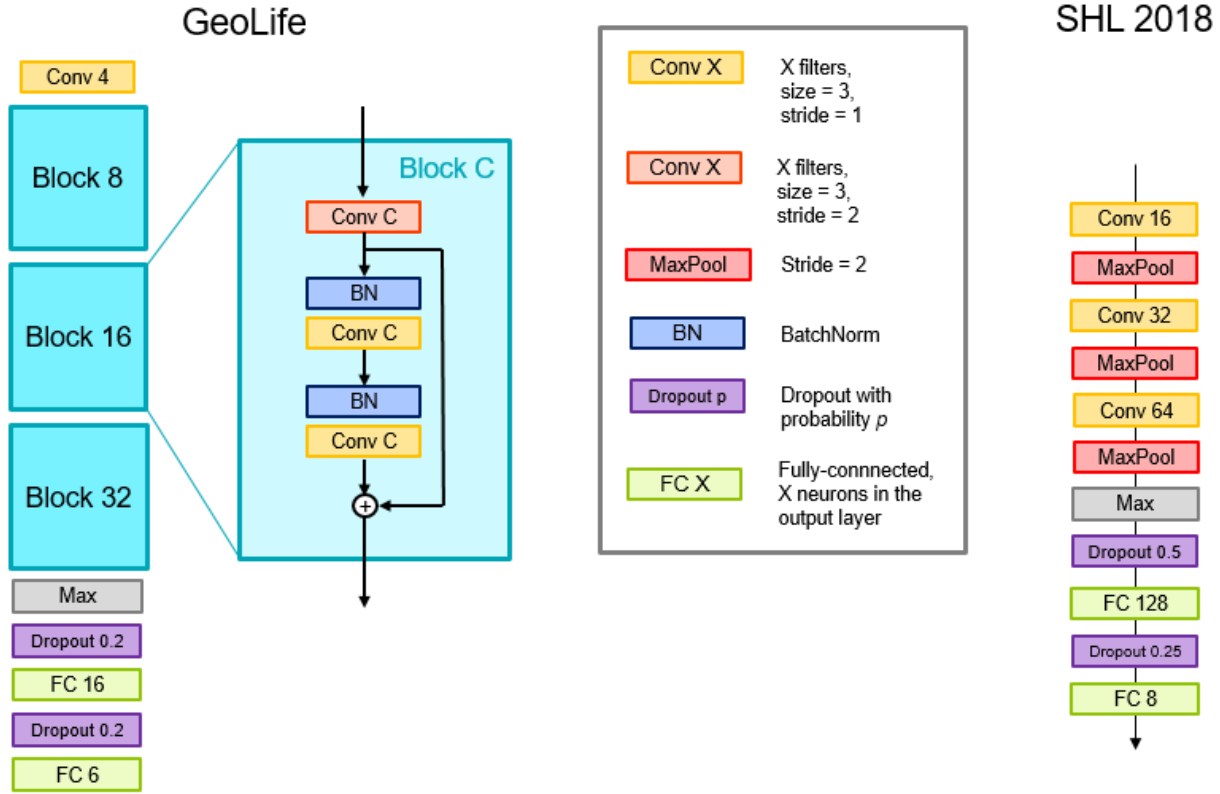 GeoLife
Conv 4
Block 8
Block 16
Block 32
Max
Dropout 0.2
FC 16
Dropout 0.2
FC 6
Block C
Conv C
BN
Conv C
BN
Conv C
+
Conv X
X filters,
size = 3,
stride = 1
Conv X
X filters,
size = 3,
stride = 2
MaxPool
Stride = 2
BN
BatchNorm
Dropout p
Dropout with
probability p
FC X
Fully-connnected,
X neurons in the
output layer
SHL 2018
Conv 16
MaxPool
Conv 32
MaxPool
Conv 64
MaxPool
Max
Dropout 0.5
FC 128
Dropout 0.25
FC 8